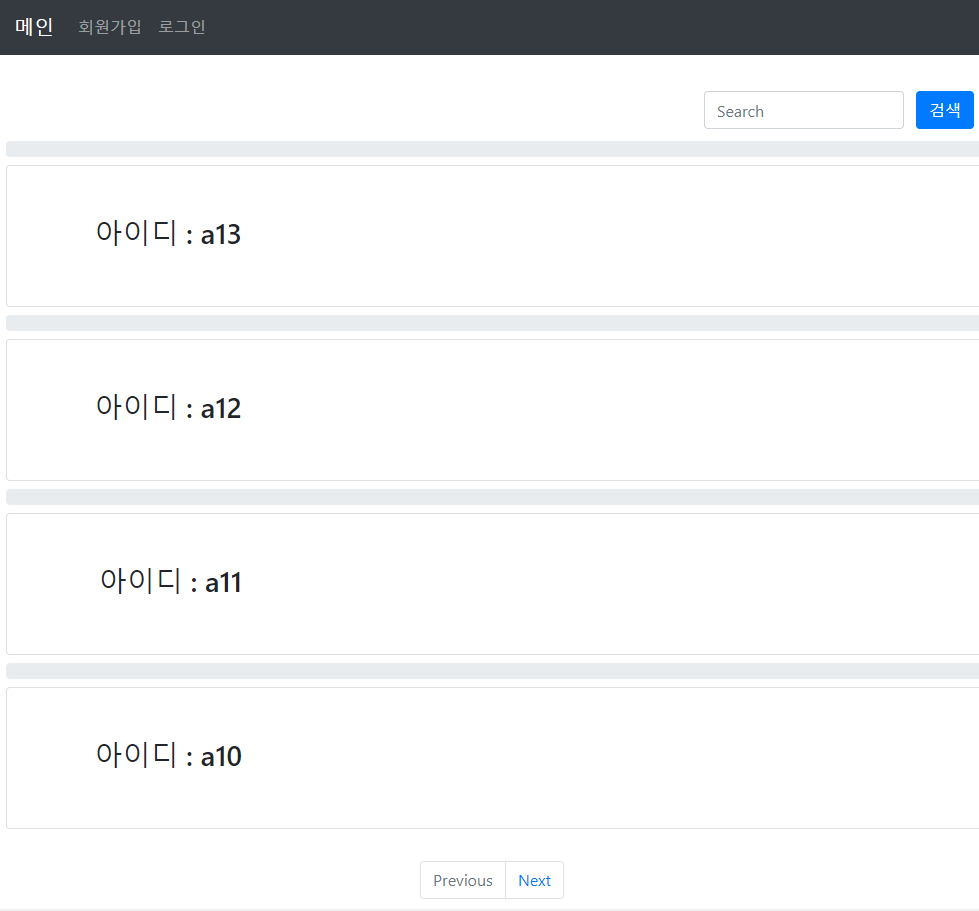 메인 회원가입 로그인
Search 검색
아이디 : a13
아이디 : a12
아이디 : a11
아이디 : a10
Previous Next